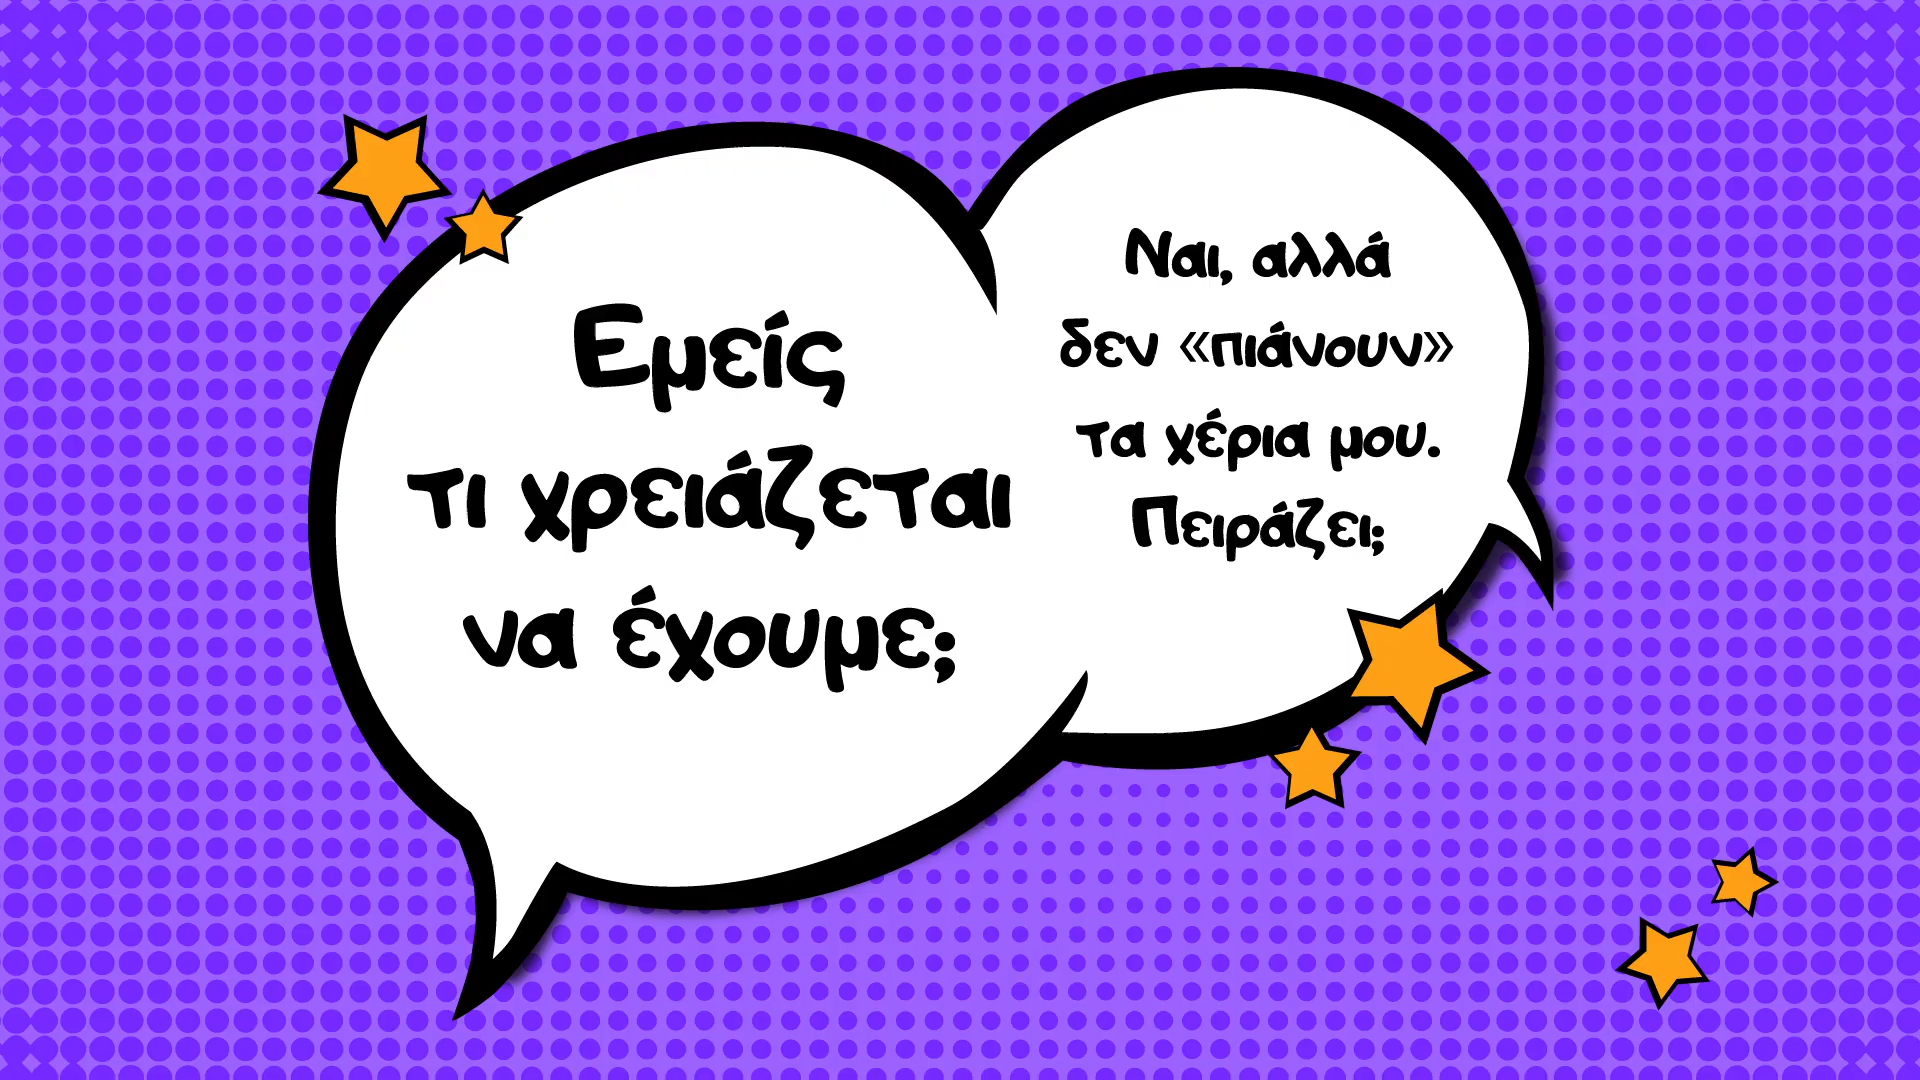 Εμείς
τι χρειάζεται
να έχουμε;
Ναι, αλλά
δεν «πιάνουν»
τα χέρια μου.
Πειράζει;